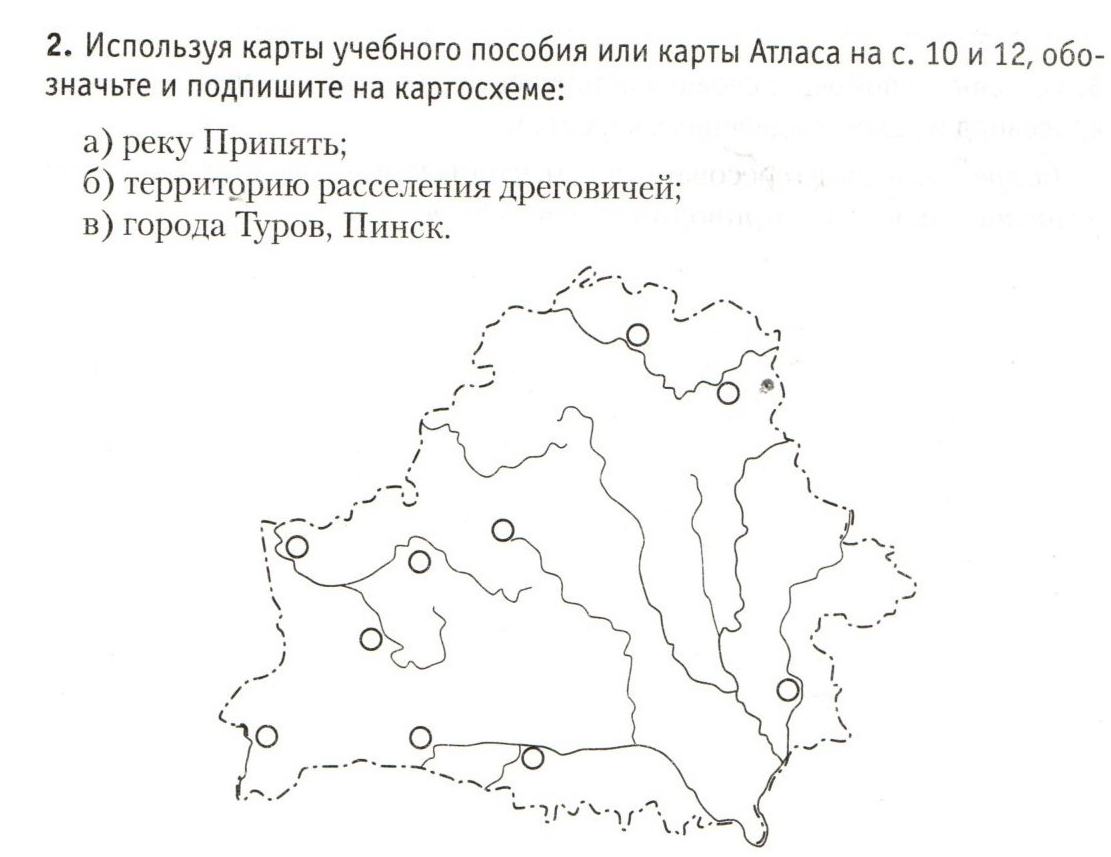 2. Используя карты учебного пособия или карты Атласа на с. 10 и 12, обо-
значьте и подпишите на картосхеме:
а) реку Припять;
б) территорию расселения дреговичей;
в) города Туров, Пинск.